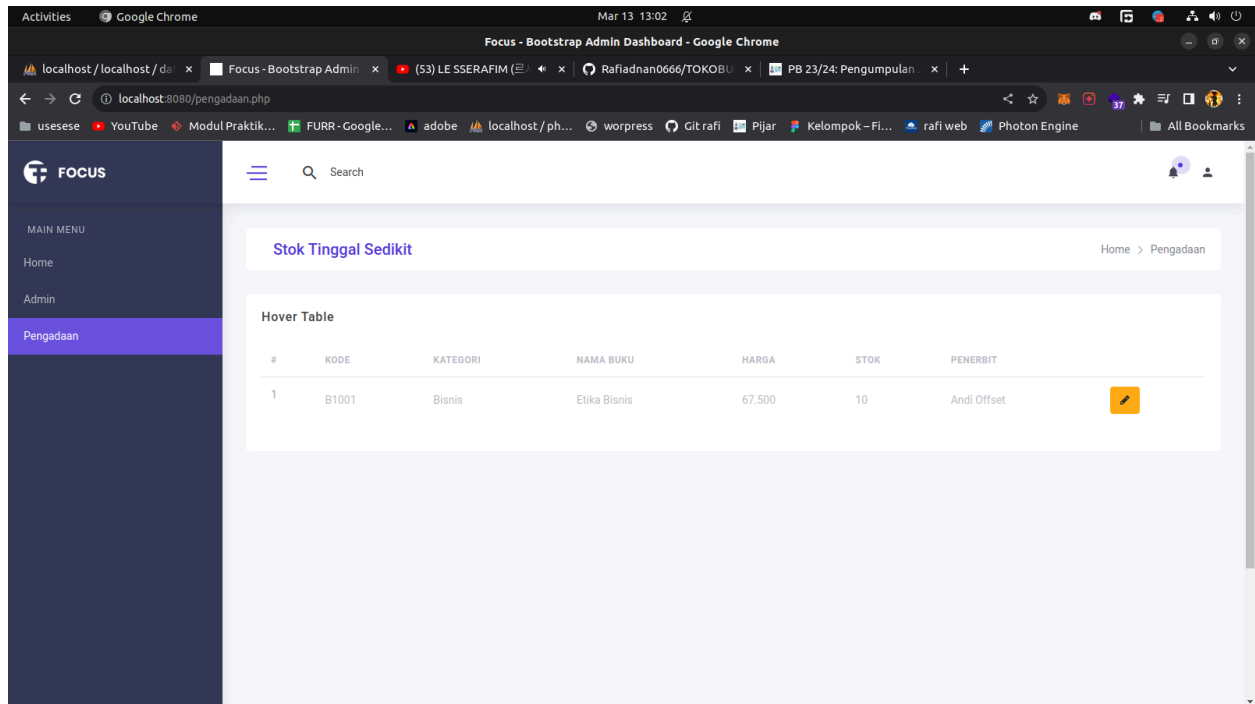 Activities Google Chrome Mar 13 13:02
Focus - Bootstrap Admin Dashboard - Google Chrome
localhost / localhost / da Focus - Bootstrap Admin (53) LE SSERAFIM Rafiadnan0666/TOKOBU PB 23/24: Pengumpulan
localhost:8080/pengadaan.php 37
usesese YouTube Modul Praktik... FURR - Google... adobe localhost / ph... worpress Git rafi Pijar Kelompok – Fi... rafi web Photon Engine All Bookmarks
FOCUS Search
MAIN MENU
Home
Admin
Pengadaan
Stok Tinggal Sedikit Home > Pengadaan
Hover Table
# KODE KATEGORI NAMA BUKU HARGA STOK PENERBIT
1 B1001 Bisnis Etika Bisnis 67.500 10 Andi Offset